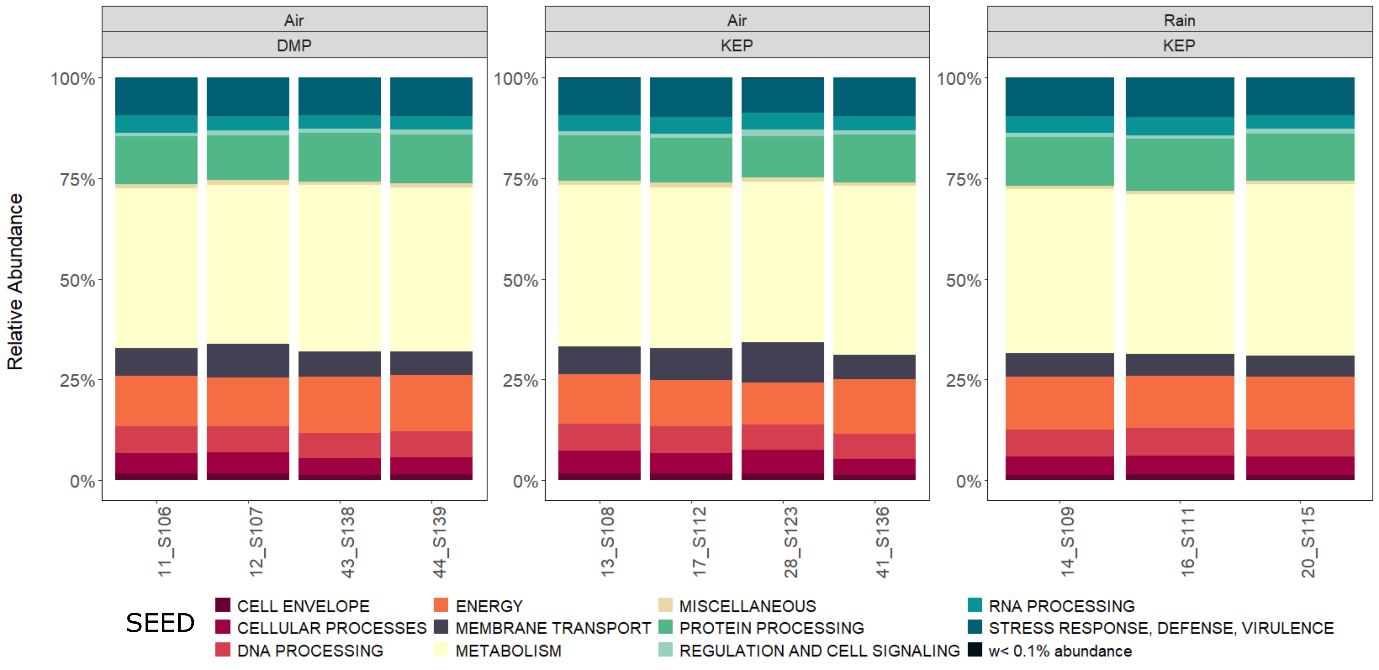 Air Air Rain
DMP KEP KEP
Relative Abundance
100% 100% 100%
75% 75% 75%
50% 50% 50%
25% 25% 25%
0% 0% 0%
11_S106 12_S107 43_S138 44_S139 13_S108 17_S112 28_S123 41_S136 14_S109 16_S111 20_S115
SEED
CELL ENVELOPE ENERGY MISCELLANEOUS RNA PROCESSING
CELLULAR PROCESSES MEMBRANE TRANSPORT PROTEIN PROCESSING STRESS RESPONSE, DEFENSE, VIRULENCE
DNA PROCESSING METABOLISM REGULATION AND CELL SIGNALING w< 0.1% abundance